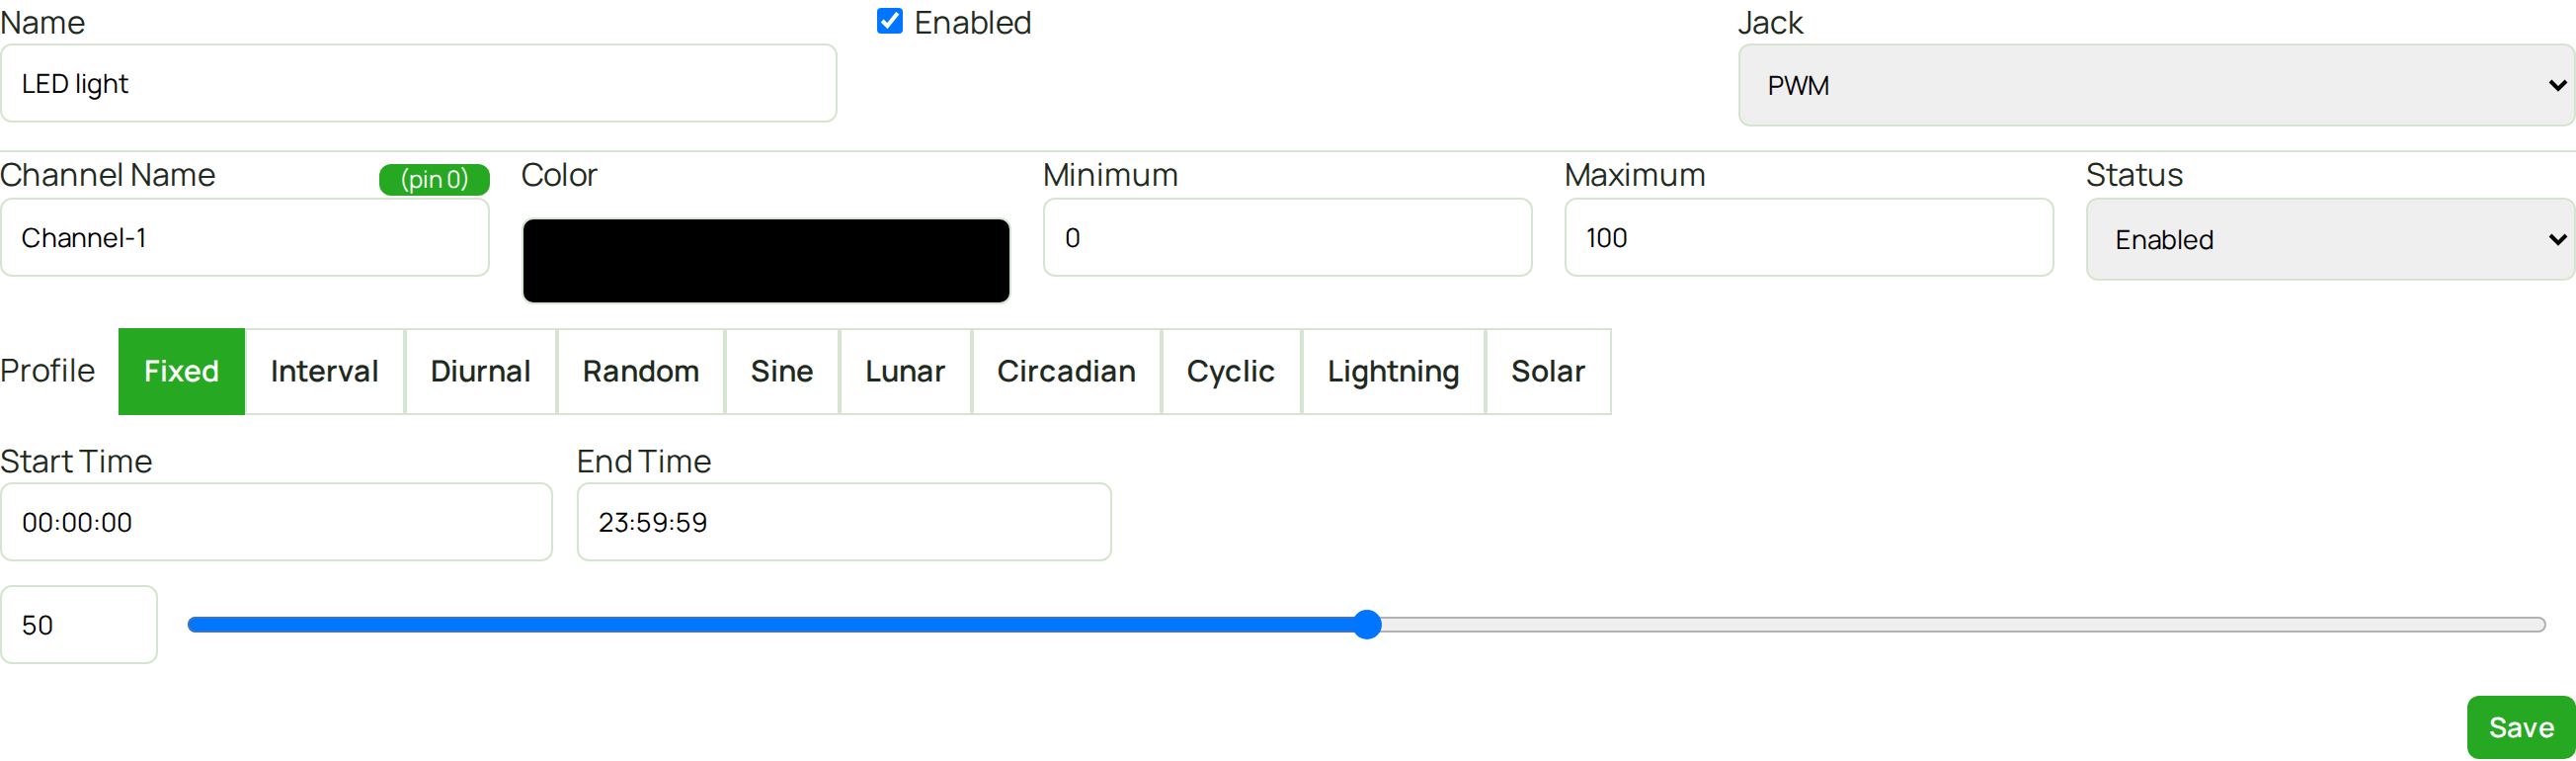 Name
Enabled
Jack
LED light
PWM
Channel Name
(pin 0)
Color
Minimum
Maximum
Status
Channel-1
0
100
Enabled
Profile
Fixed
Interval
Diurnal
Random
Sine
Lunar
Circadian
Cyclic
Lightning
Solar
Start Time
End Time
00:00:00
23:59:59
50
Save